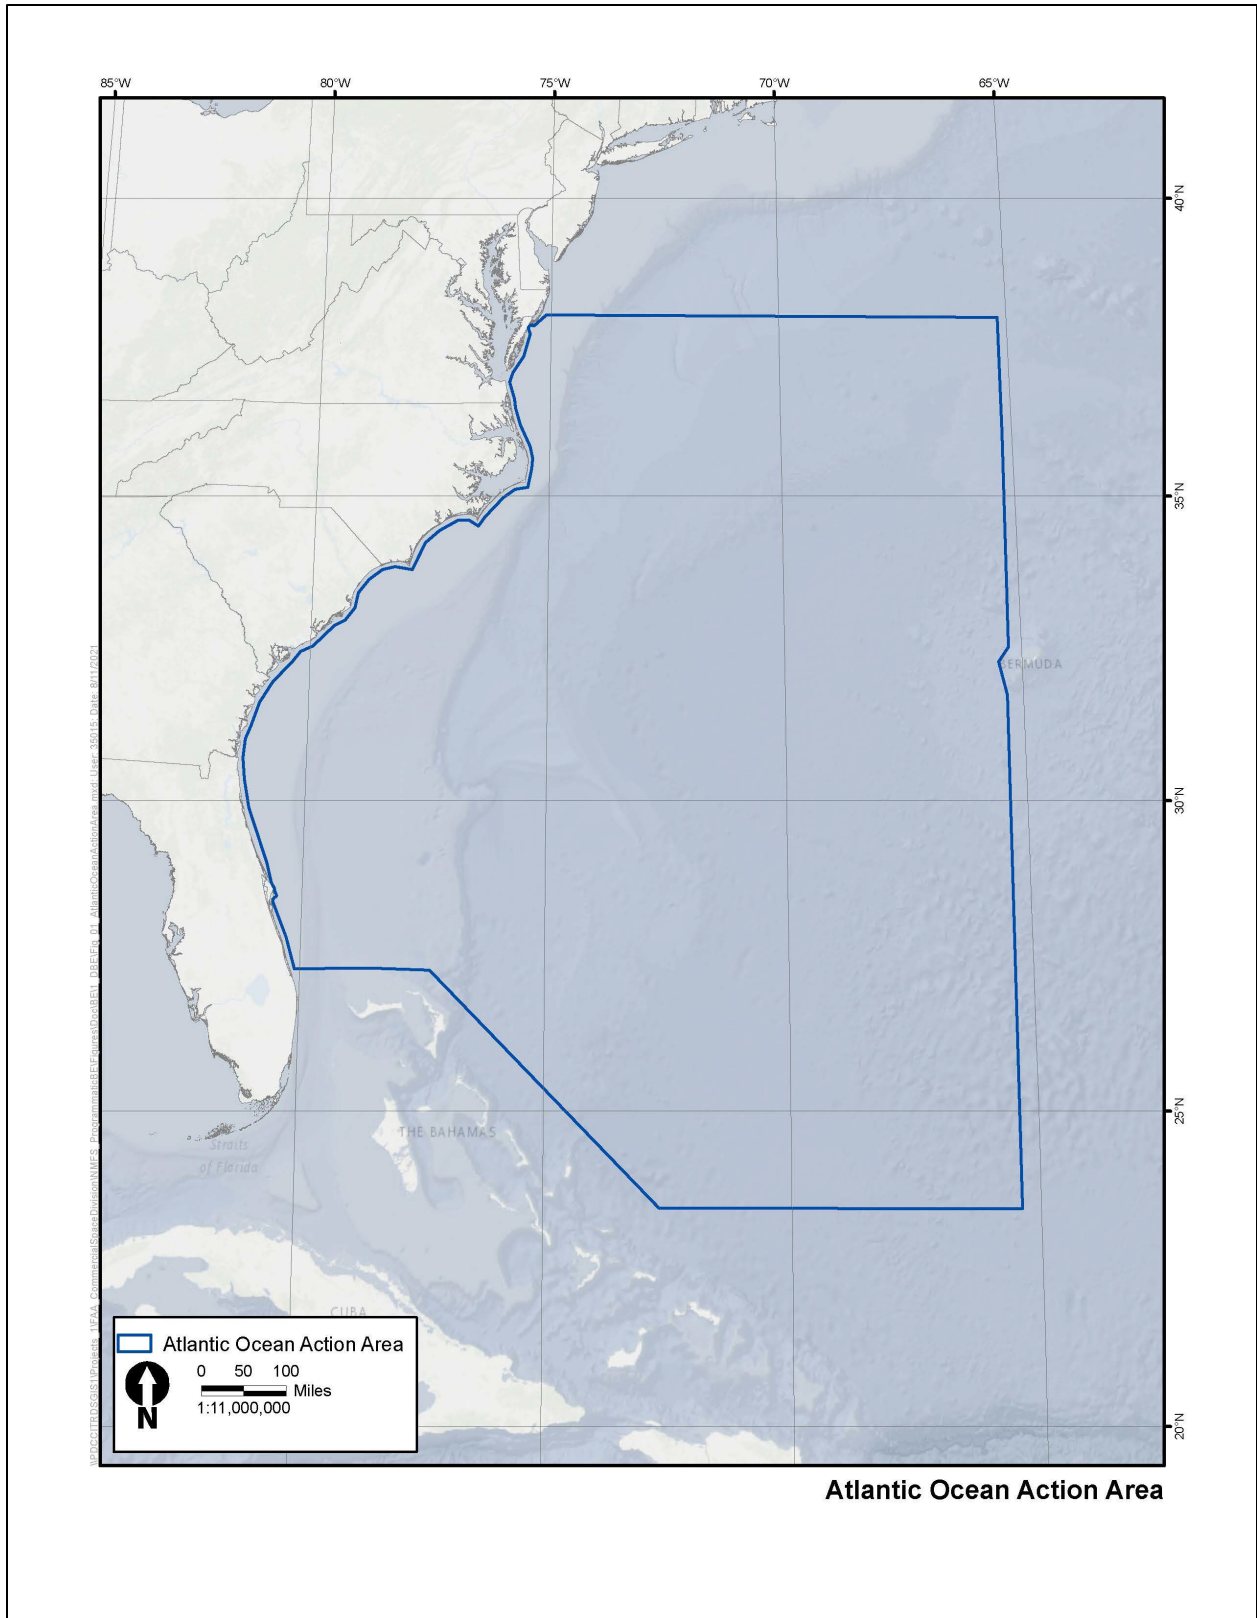 85°W
80°W
75°W
70°W
65°W
40°N
35°N
30°N
25°N
20°N
BERMUDA
THE BAHAMAS
Straits
of Florida
CUBA
Atlantic Ocean Action Area
0 50 100
Miles
1:11,000,000
N
Atlantic Ocean Action Area